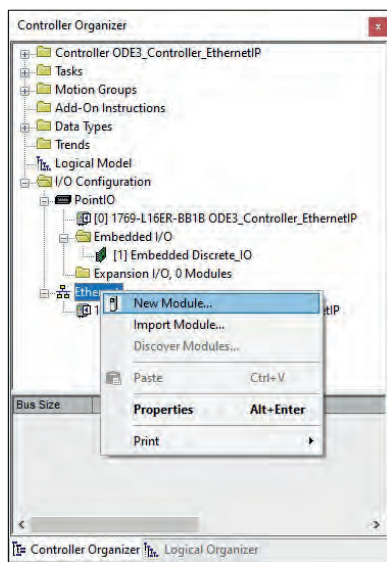 Controller Organizer
x
Controller ODE3_Controller_EthernetIP
Tasks
Motion Groups
Add-On Instructions
Data Types
Trends
Logical Model
I/O Configuration
PointIO
[0] 1769-L16ER-BB1B ODE3_Controller_EthernetIP
Embedded I/O
[1] Embedded Discrete_IO
Expansion I/O, 0 Modules
New Module...
Import Module...
Discover Modules...
Paste Ctrl+V
Properties Alt+Enter
Print
Bus Size
Controller Organizer Logical Organizer